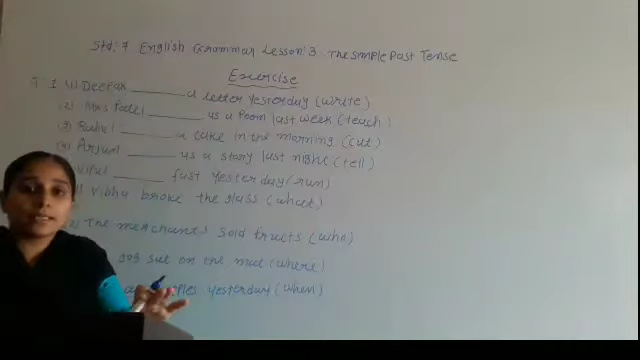 Std: 7 English Grammar Lesson: 3 The Simple Past Tense
Exercise
1 (1) Deepak ______ a letter yesterday (write)
(2) Mrs Patel ______ us a Poem last week (teach)
(3) Rahul ______ a cake in the morning (cut)
(4) Arjun ______ us a story last night (tell)
Vipul ______ fast yesterday (run)
Vibha broke the glass (what)
The merchants sold fruits (who)
sat on the mat (where)
yesterday (when)